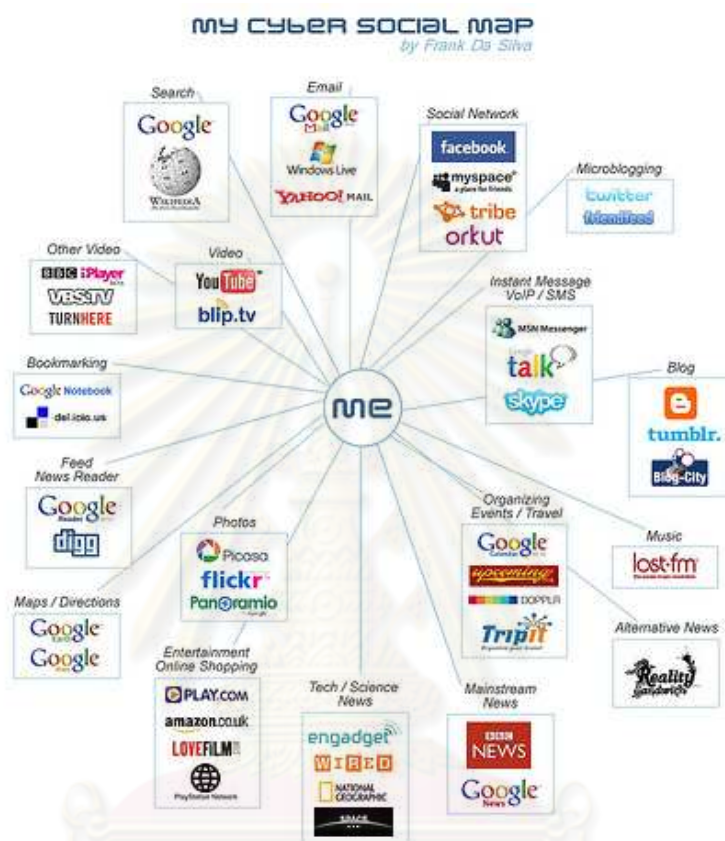 MY CYBER SOCIAL MAP
by Frank Da Silva
Search
Google
WIKIPEDIA
Email
Google
Mail
Windows Live
YAHOO! MAIL
Social Network
facebook
myspace
a place for friends
tribe
orkut
Microblogging
twitter
friendfeed
Other Video
BBC iPlayer
VBS.TV
TURNHERE
Video
YouTube
blip.tv
Instant Message
VoIP / SMS
MSN Messenger
Google
talk
skype
Bookmarking
Google Notebook
del.icio.us
me
Blog
tumblr.
Blog-City
Feed
News Reader
Google
Reader
digg
Photos
Picasa
flickr
Panoramio
Organizing
Events / Travel
Google
Calendar
upcoming
DOPPLR
TripIt
Music
last.fm
Maps / Directions
Google
Google
Alternative News
Reality
Sandwich
Entertainment
Online Shopping
PLAY.COM
amazon.co.uk
LOVEFiLM
PlayStation Network
Tech / Science
News
engadget
WIRED
NATIONAL
GEOGRAPHIC
SPACE
Mainstream
News
BBC
NEWS
Google
News